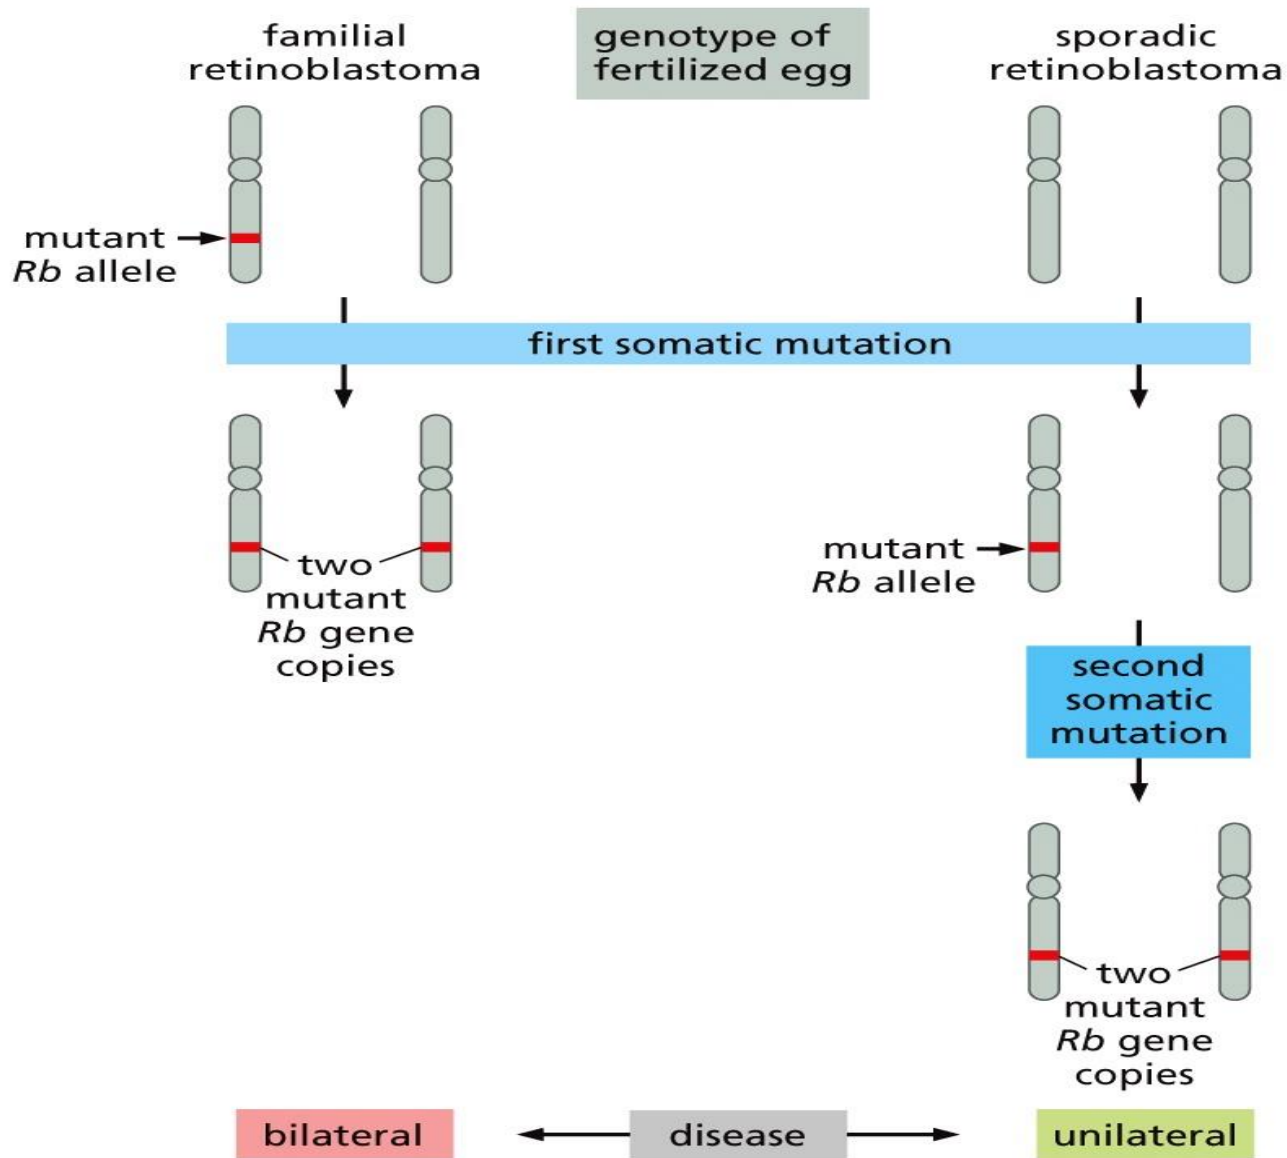 familial
retinoblastoma
genotype of
fertilized egg
sporadic
retinoblastoma
mutant
Rb allele
first somatic mutation
two
mutant
Rb gene
copies
mutant
Rb allele
second
somatic
mutation
two
mutant
Rb gene
copies
bilateral
disease
unilateral